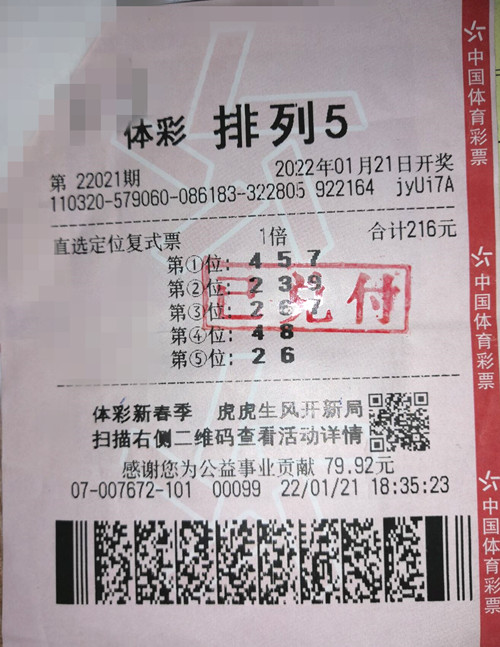 体彩 排列5
第 22021期 2022年01月21日开奖
110320-579060-086183-322805 922164 jyUi7A
直选定位复式票 1倍 合计216元
第①位: 4 5 7
第②位: 2 3 9
第③位: 2 6 7
第④位: 4 8
第⑤位: 2 6
已兑付
体彩新春季 虎虎生风开新局
扫描右侧二维码查看活动详情
感谢您为公益事业贡献 79.92元
07-007672-101 00099 22/01/21 18:35:23
中国体育彩票
中国体育彩票
中国体育彩票